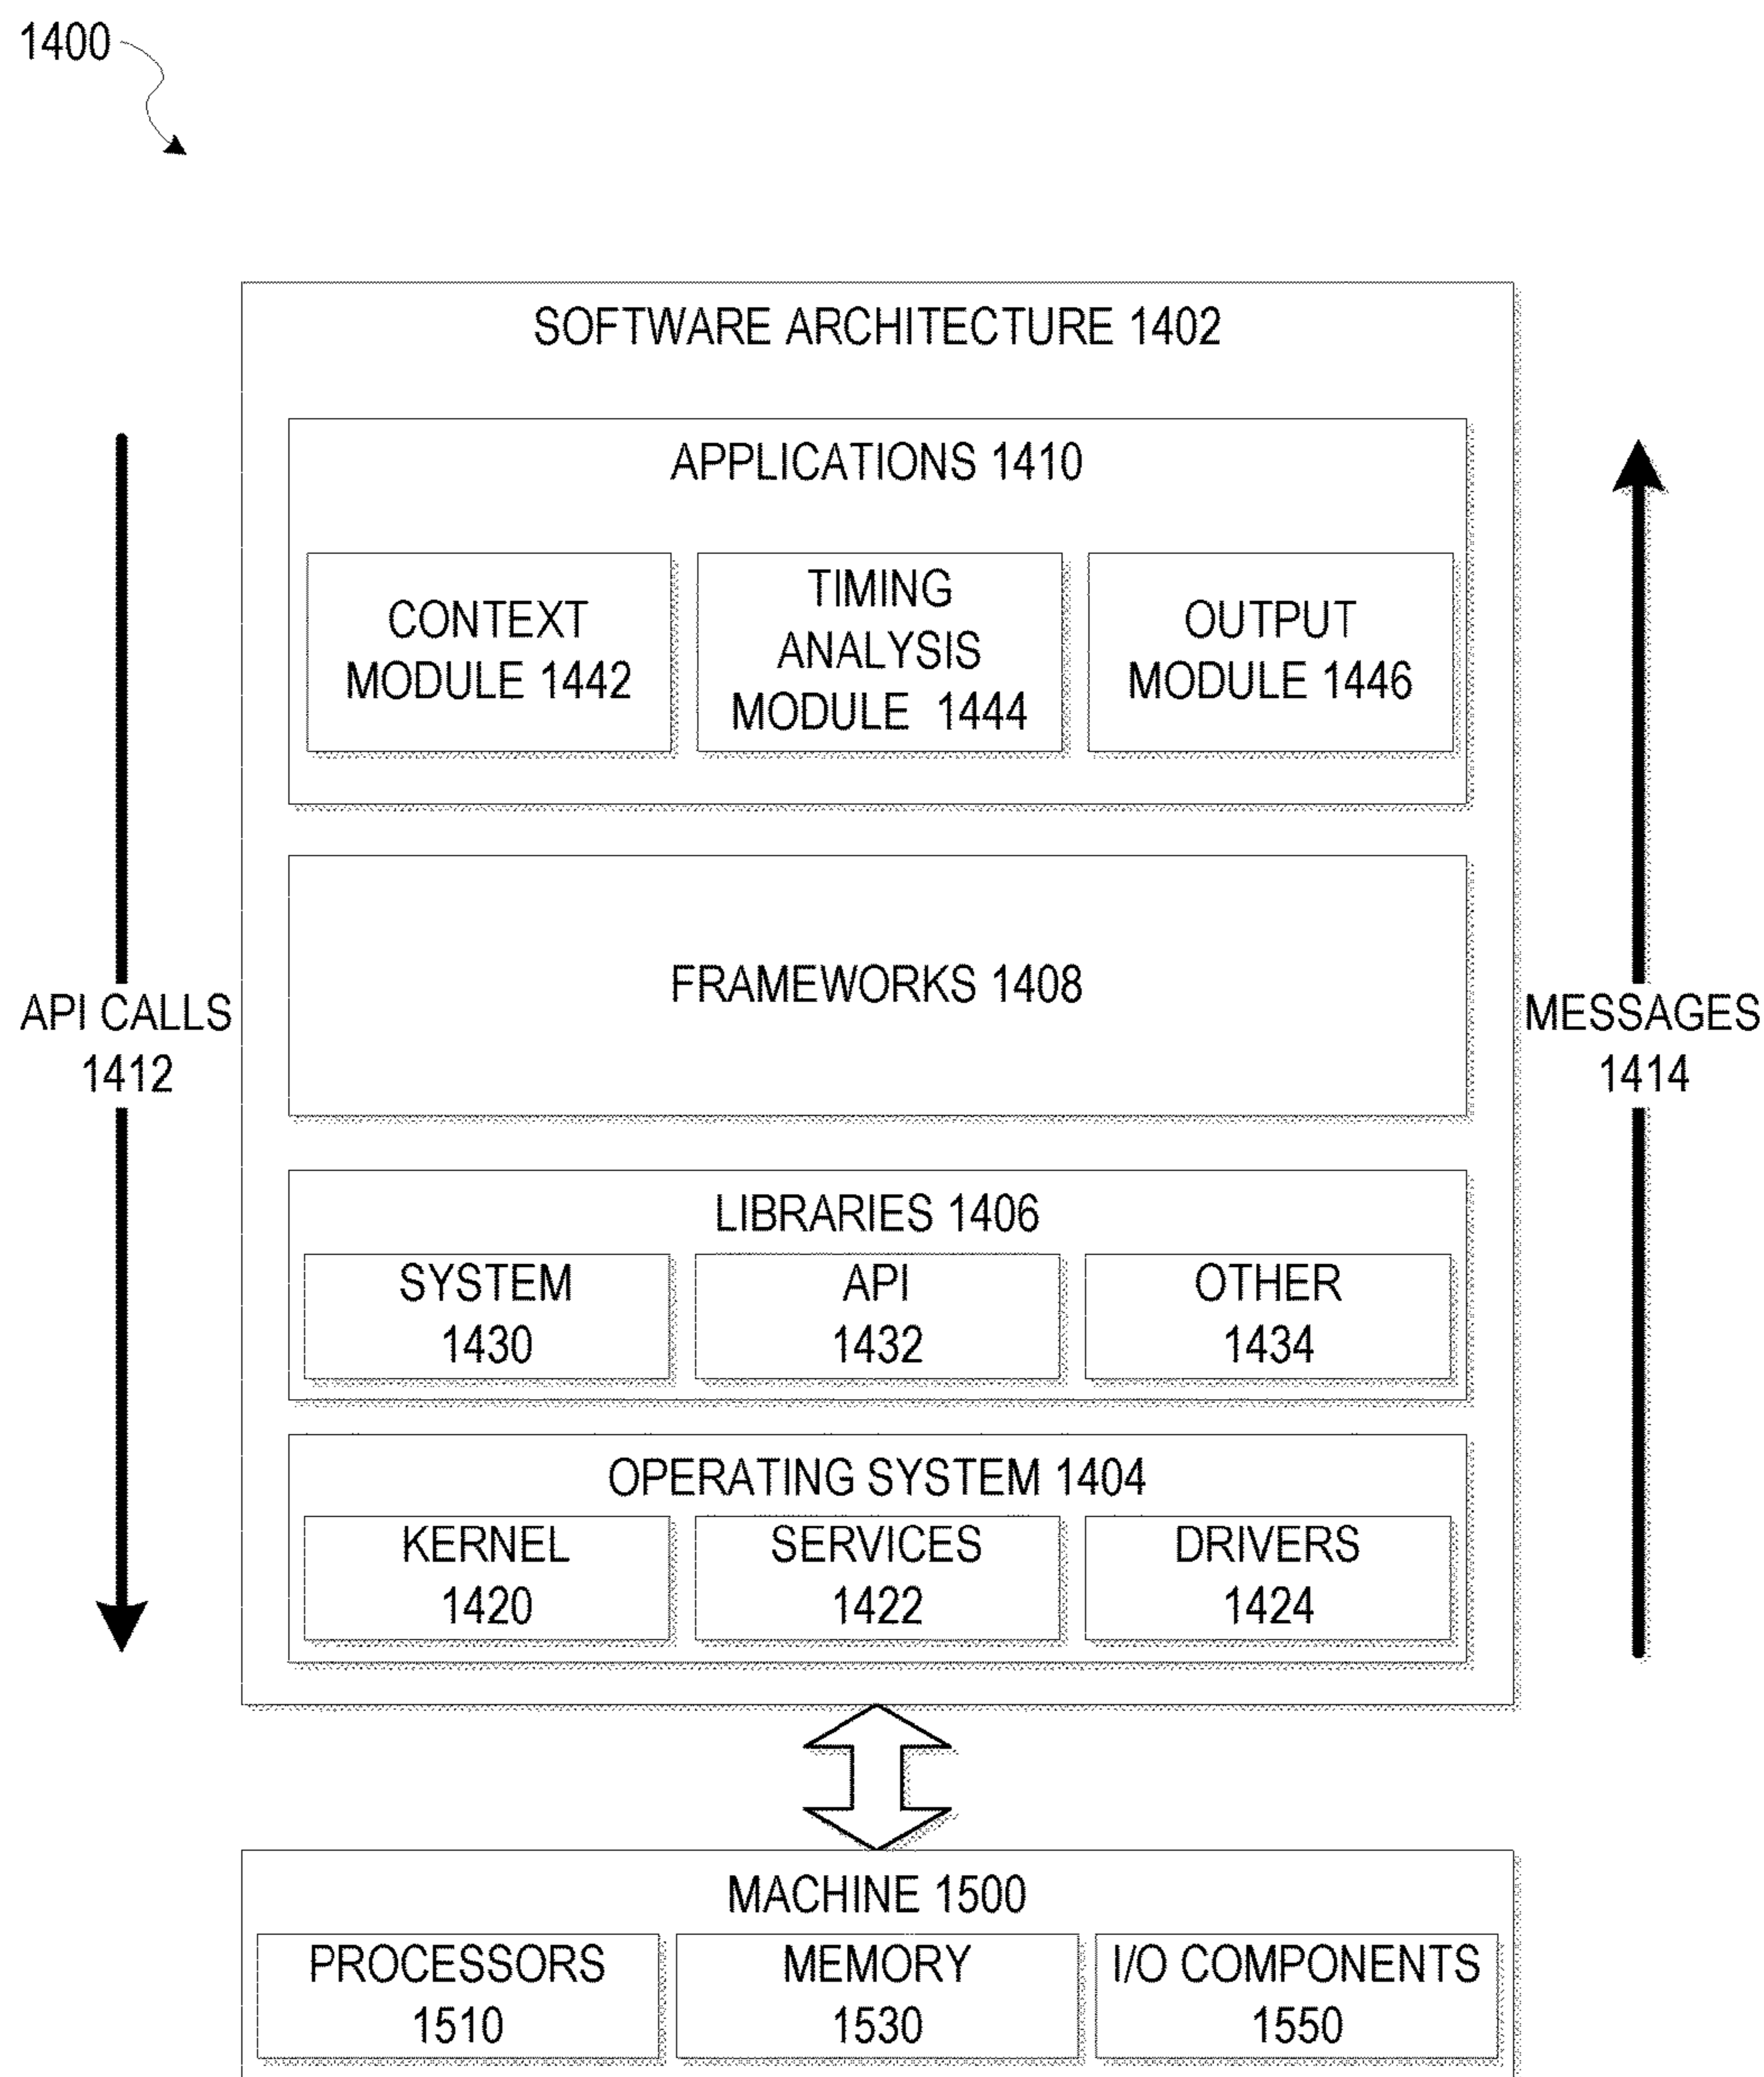 1400
SOFTWARE ARCHITECTURE 1402
APPLICATIONS 1410
CONTEXT
MODULE 1442
TIMING
ANALYSIS
MODULE 1444
OUTPUT
MODULE 1446
FRAMEWORKS 1408
API CALLS
1412
MESSAGES
1414
LIBRARIES 1406
SYSTEM
1430
API
1432
OTHER
1434
OPERATING SYSTEM 1404
KERNEL
1420
SERVICES
1422
DRIVERS
1424
MACHINE 1500
PROCESSORS
1510
MEMORY
1530
I/O COMPONENTS
1550